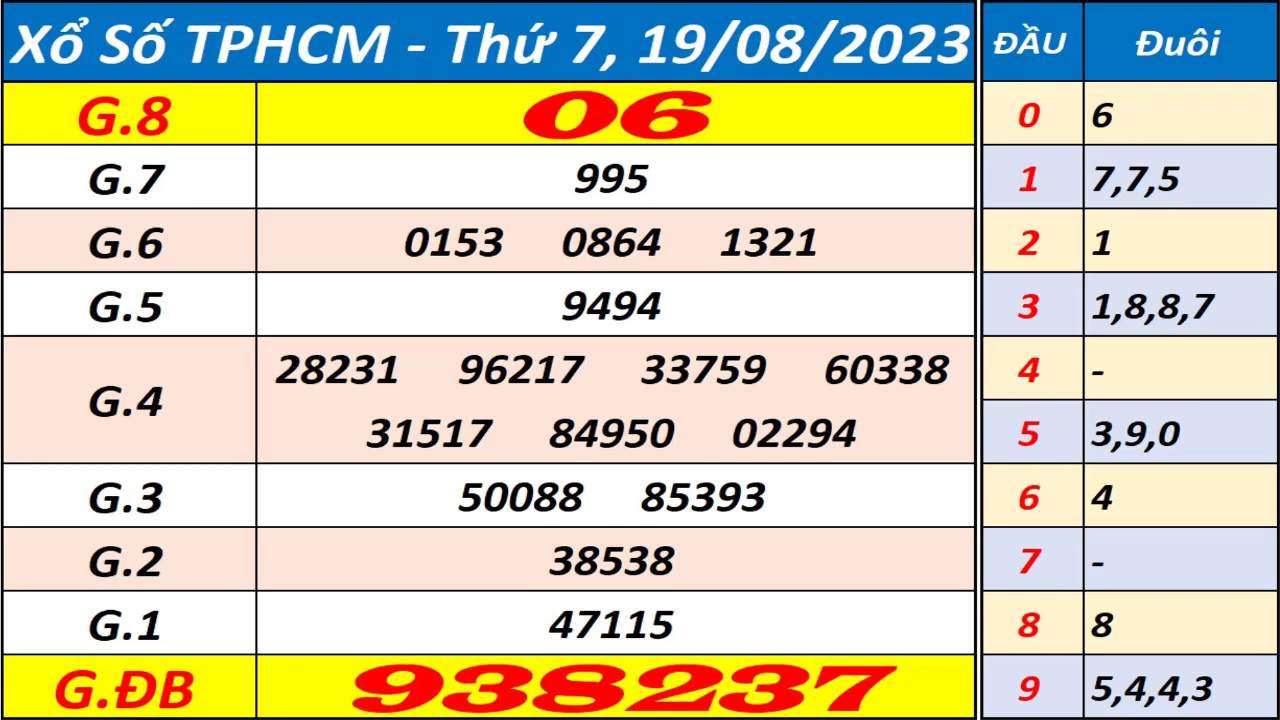 Xổ Số TPHCM - Thứ 7, 19/08/2023
G.8 06
G.7 995
G.6 0153 0864 1321
G.5 9494
G.4 28231 96217 33759 60338
31517 84950 02294
G.3 50088 85393
G.2 38538
G.1 47115
G.ĐB 938237
ĐẦU Đuôi
0 6
1 7,7,5
2 1
3 1,8,8,7
4 -
5 3,9,0
6 4
7 -
8 8
9 5,4,4,3